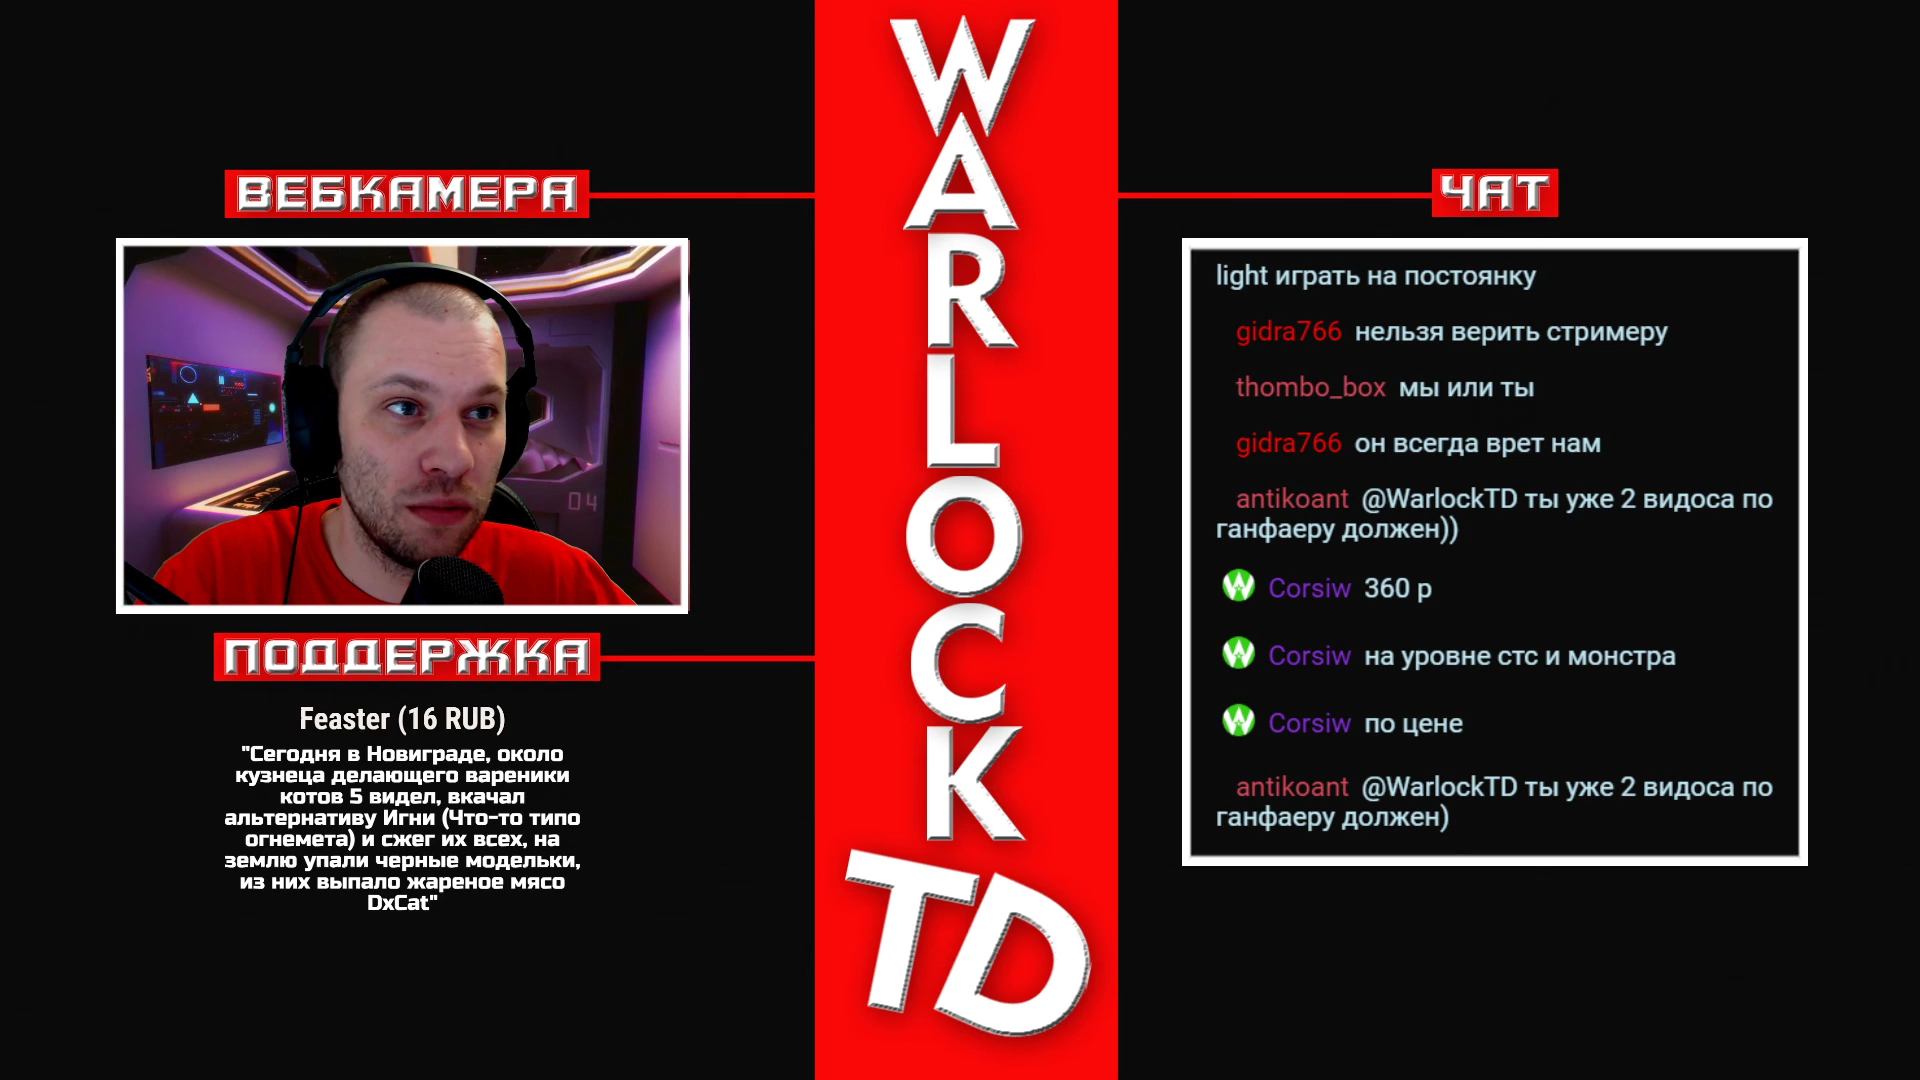 WARLOCK
TD
ВЕБКАМЕРА
04
ПОДДЕРЖКА
Feaster (16 RUB)
"Сегодня в Новиграде, около
кузнеца делающего вареники
котов 5 видел, вкачал
альтернативу Игни (Что-то типо
огнемета) и сжег их всех, на
землю упали черные модельки,
из них выпало жареное мясо
DxCat"
ЧАТ
light играть на постоянку
gidra766 нельзя верить стримеру
thombo_box мы или ты
gidra766 он всегда врет нам
antikoant @WarlockTD ты уже 2 видоса по
ганфаеру должен))
Corsiw 360 р
Corsiw на уровне стс и монстра
Corsiw по цене
antikoant @WarlockTD ты уже 2 видоса по
ганфаеру должен)